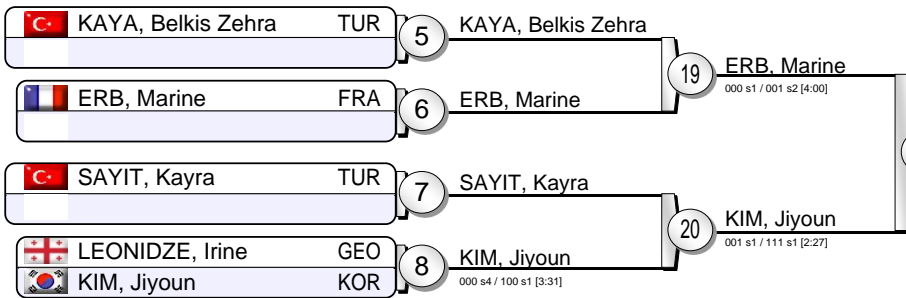 KAYA, Belkis Zehra TUR
5
KAYA, Belkis Zehra
19
ERB, Marine
000 s1 / 001 s2 [4:00]
ERB, Marine FRA
6
ERB, Marine
SAYIT, Kayra TUR
7
SAYIT, Kayra
20
KIM, Jiyoun
001 s1 / 111 s1 [2:27]
LEONIDZE, Irine GEO
KIM, Jiyoun KOR
8
KIM, Jiyoun
000 s4 / 100 s1 [3:31]